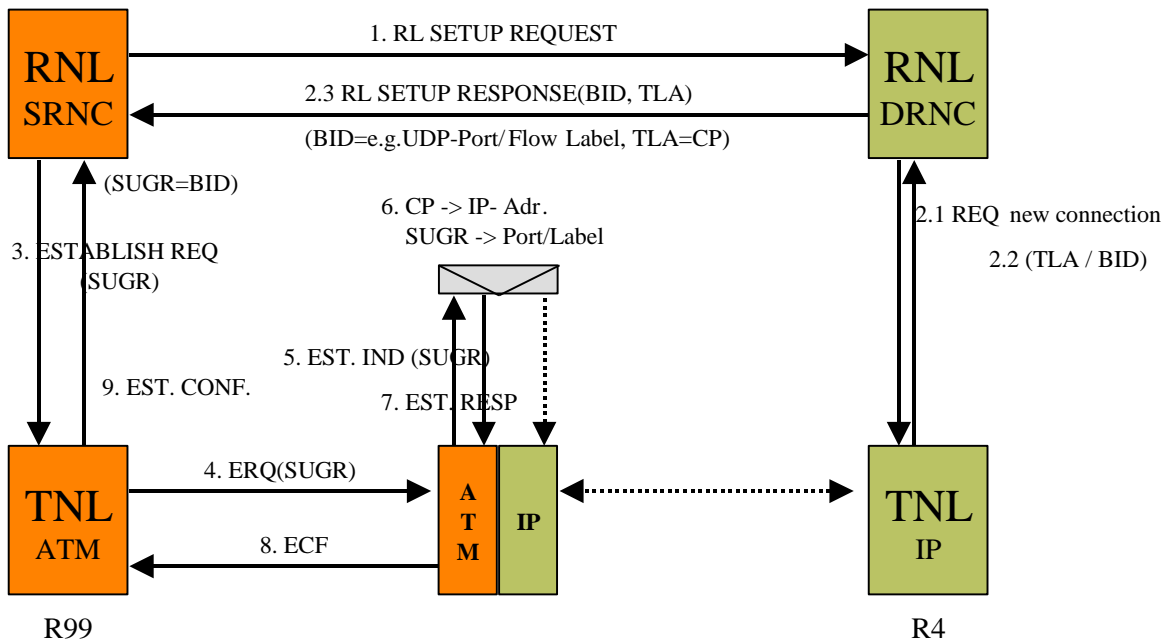 1. RL SETUP REQUEST
RNL
SRNC
RNL
DRNC
2.3 RL SETUP RESPONSE(BID, TLA)
(BID=e.g.UDP-Port/ Flow Label, TLA=CP)
(SUGR=BID)
6. CP -> IP- Adr.
SUGR -> Port/Label
2.1 REQ new connection
2.2 (TLA / BID)
3. ESTABLISH REQ
(SUGR)
5. EST. IND (SUGR)
9. EST. CONF.
7. EST. RESP
4. ERQ(SUGR)
TNL
ATM
A
T
M
IP
TNL
IP
8. ECF
R99
R4